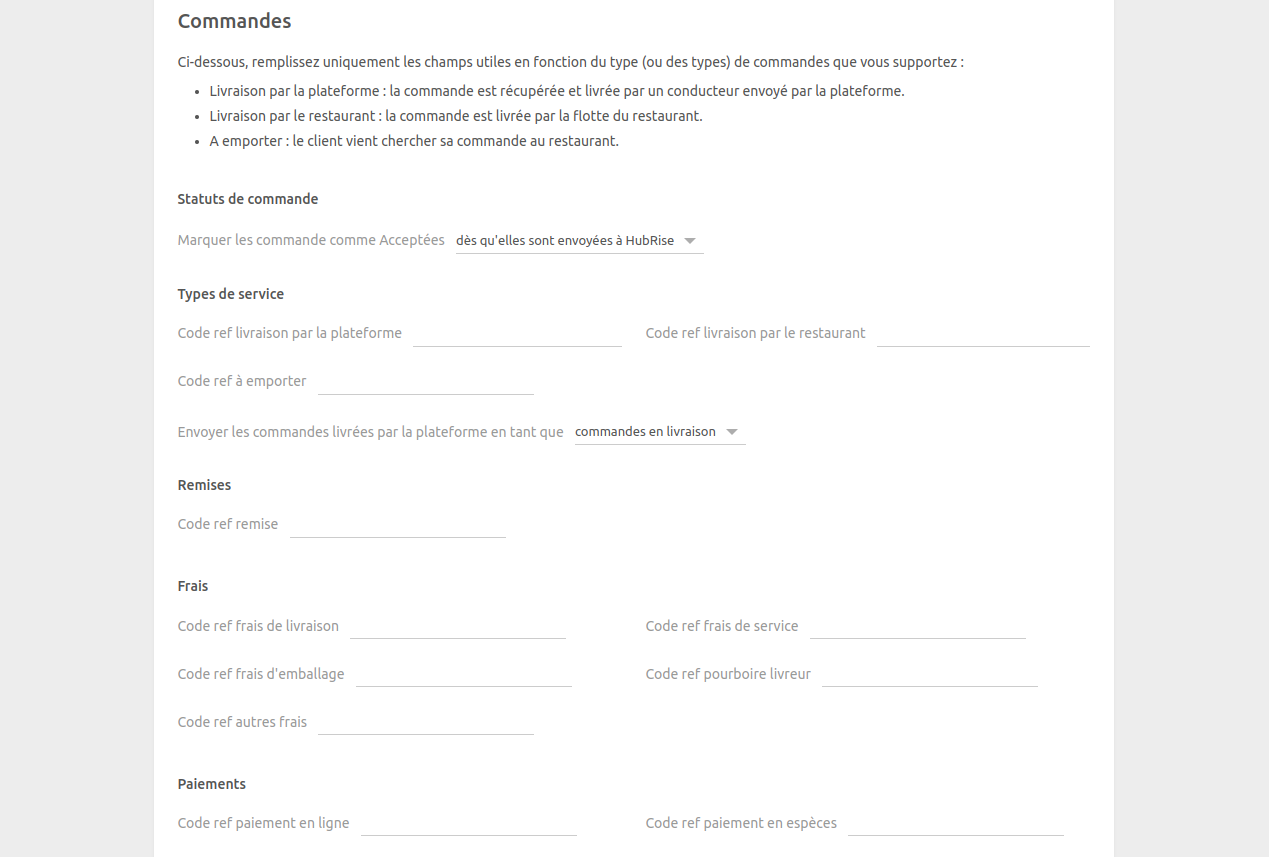 Commandes
Ci-dessous, remplissez uniquement les champs utiles en fonction du type (ou des types) de commandes que vous supportez :
• Livraison par la plateforme : la commande est récupérée et livrée par un conducteur envoyé par la plateforme.
• Livraison par le restaurant : la commande est livrée par la flotte du restaurant.
• A emporter : le client vient chercher sa commande au restaurant.
Statuts de commande
Marquer les commande comme Acceptées dès qu'elles sont envoyées à HubRise
Types de service
Code ref livraison par la plateforme Code ref livraison par le restaurant
Code ref à emporter
Envoyer les commandes livrées par la plateforme en tant que commandes en livraison
Remises
Code ref remise
Frais
Code ref frais de livraison Code ref frais de service
Code ref frais d'emballage Code ref pourboire livreur
Code ref autres frais
Paiements
Code ref paiement en ligne Code ref paiement en espèces